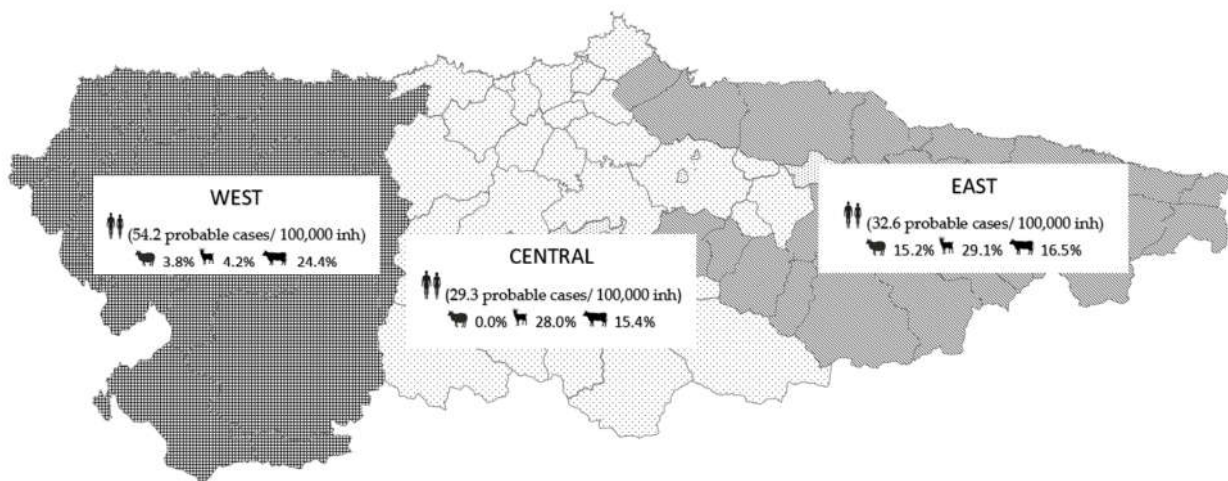 WEST
(54.2 probable cases/ 100,000 inh)
3.8% 4.2% 24.4%
CENTRAL
(29.3 probable cases/ 100,000 inh)
0.0% 28.0% 15.4%
EAST
(32.6 probable cases/ 100,000 inh)
15.2% 29.1% 16.5%